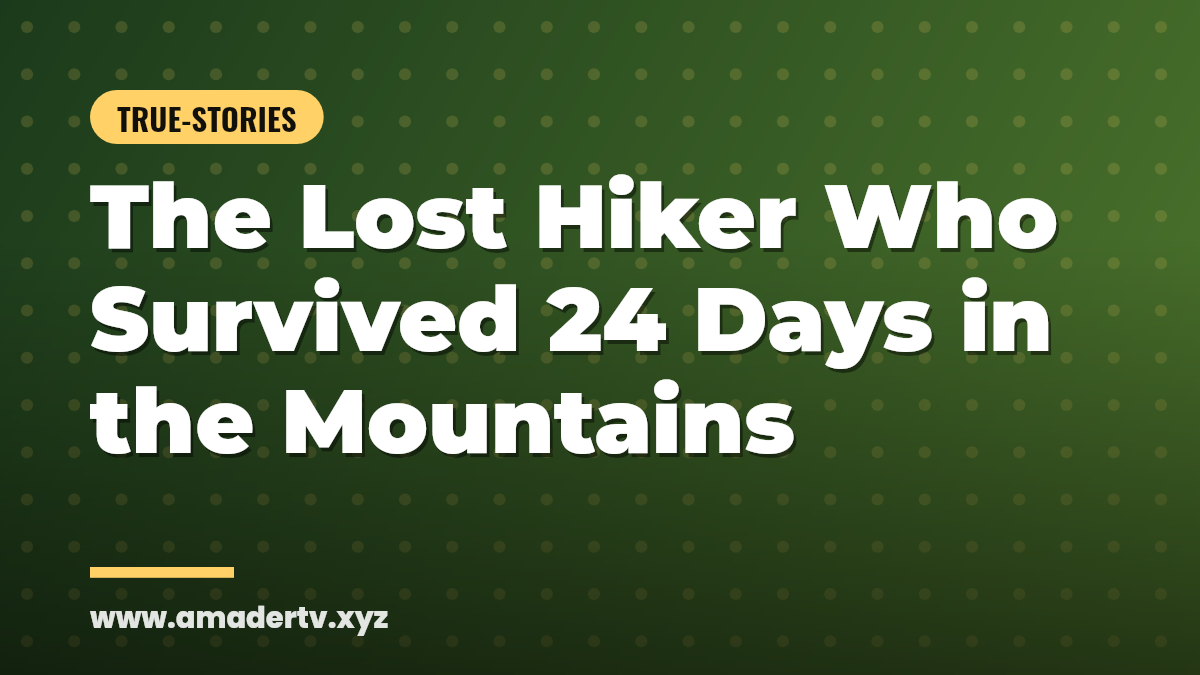 TRUE-STORIES
The Lost Hiker Who
Survived 24 Days in
the Mountains
www.amadertv.xyz